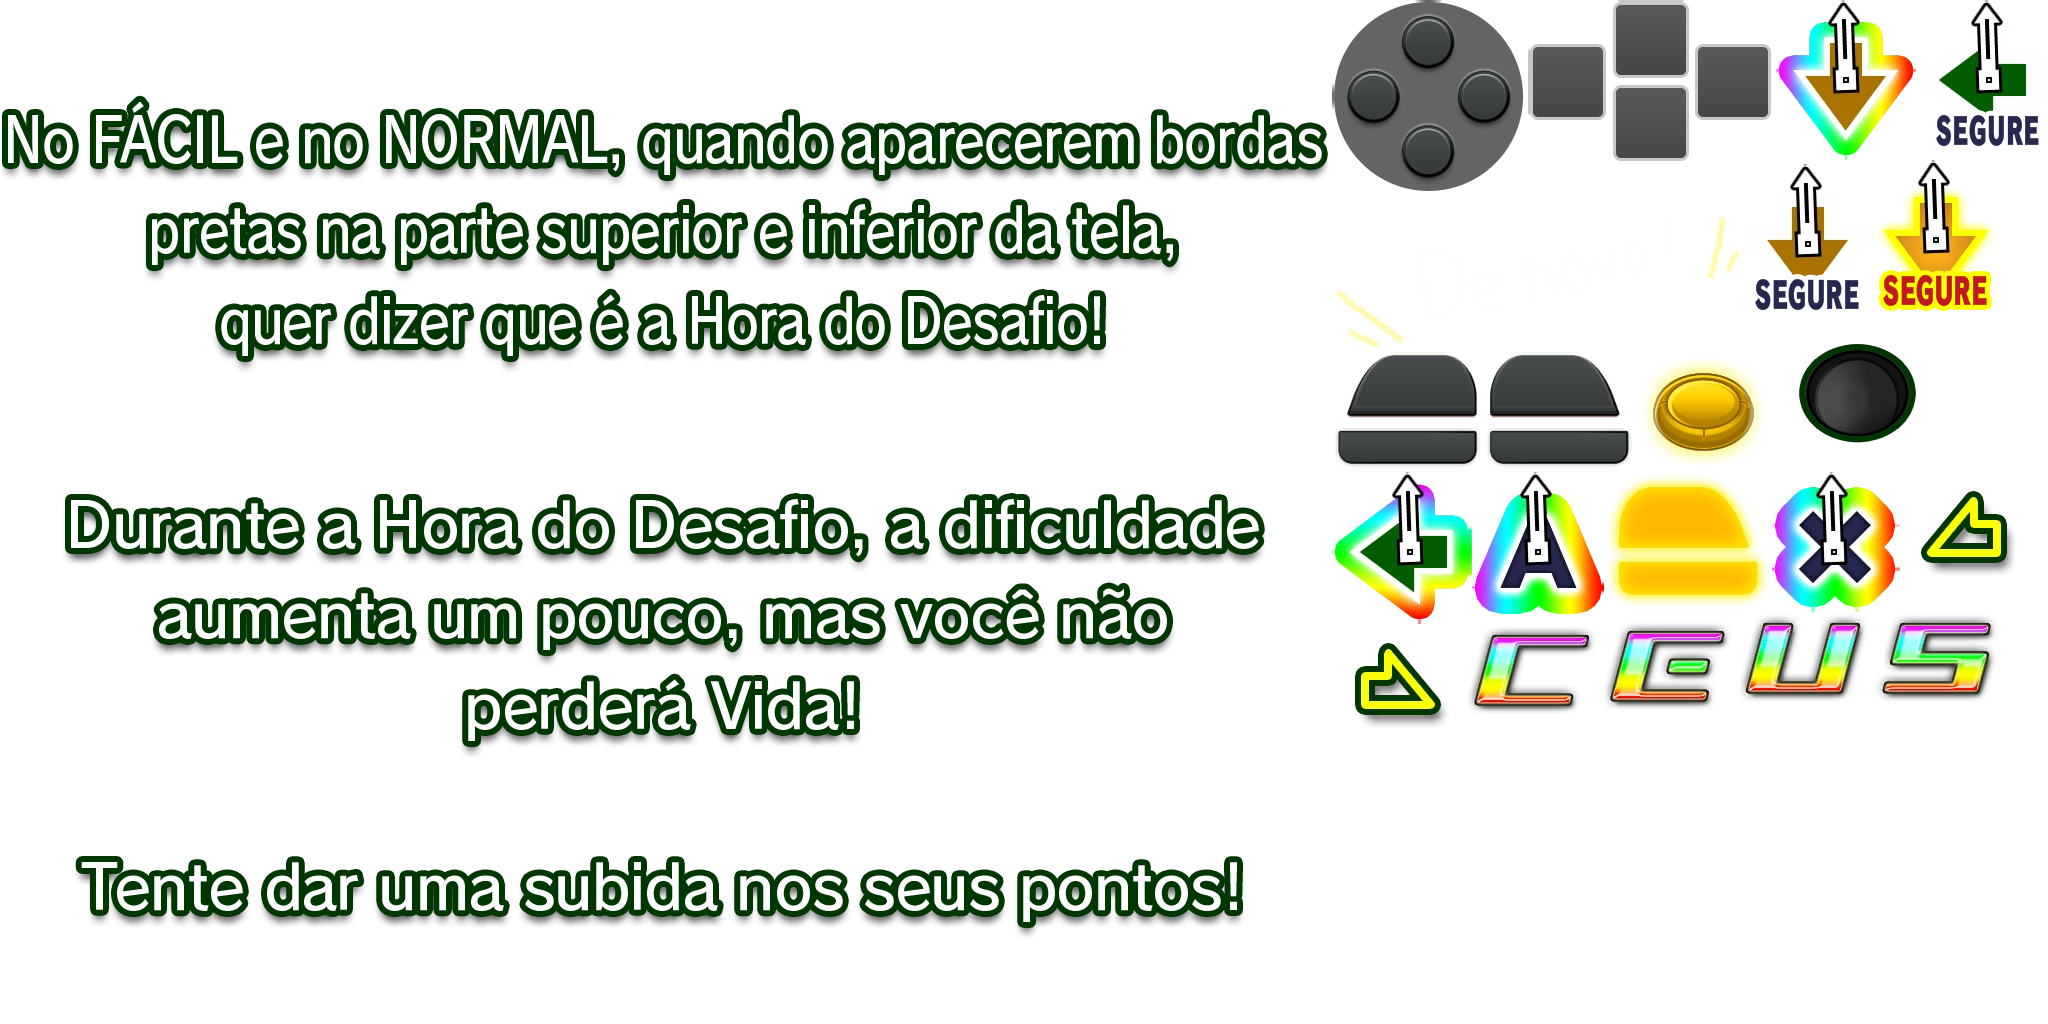 No FÁCIL e no NORMAL, quando aparecerem bordas
pretas na parte superior e inferior da tela,
quer dizer que é a Hora do Desafio!
Durante a Hora do Desafio, a dificuldade
aumenta um pouco, mas você não
perderá Vida!
Tente dar uma subida nos seus pontos!
SEGURE
De novo!
SEGURE
SEGURE
A
C E U S